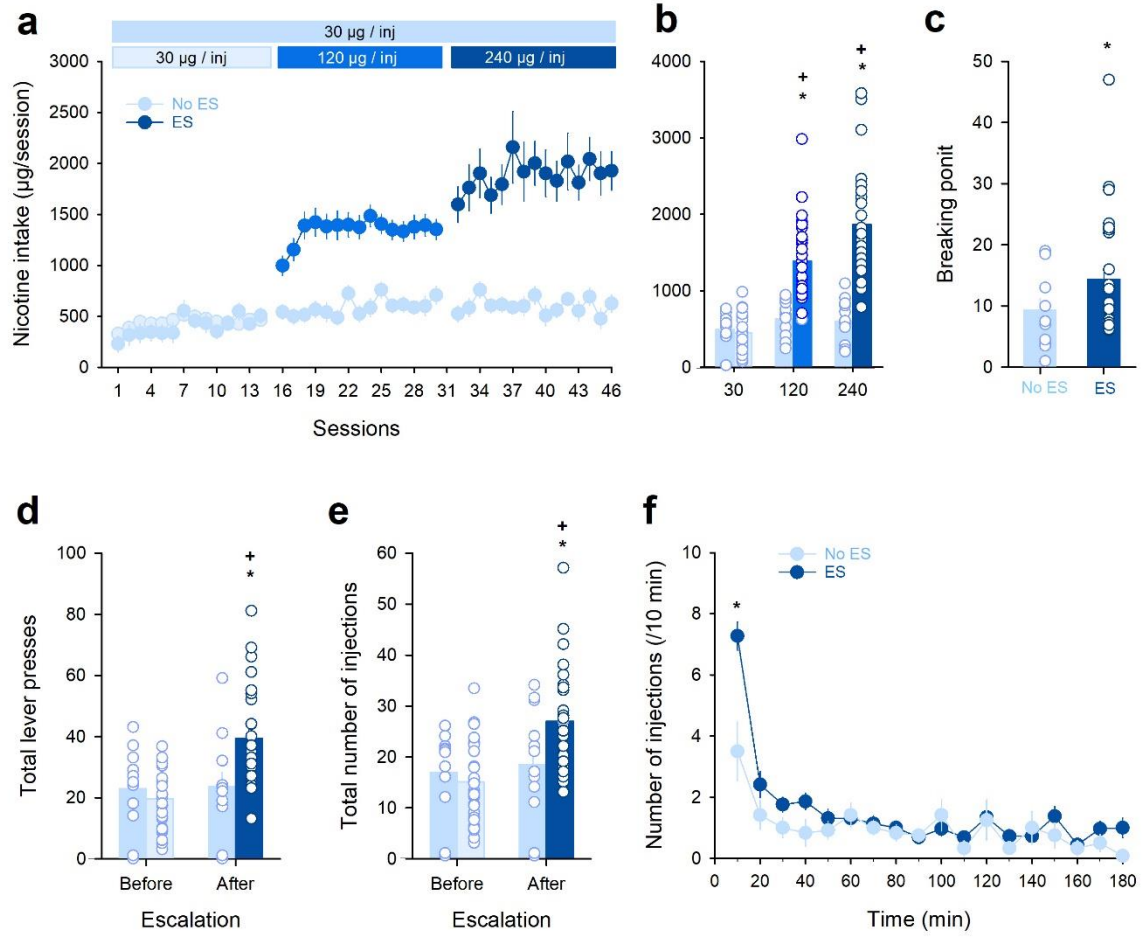 a
30 µg / inj
30 µg / inj 120 µg / inj 240 µg / inj
No ES
ES
Nicotine intake (µg/session)
3000
2500
2000
1500
1000
500
0
1 4 7 10 13 16 19 22 25 28 31 34 37 40 43 46
Sessions
b
4000
3000
2000
1000
0
+
*
+
*
30 120 240
c
Breaking ponit
50
40
30
20
10
0
*
No ES ES
d
Total lever presses
100
80
60
40
20
0
+
*
Before After
Escalation
e
Total number of injections
60
50
40
30
20
10
0
+
*
Before After
Escalation
f
Number of injections (/10 min)
10
8
6
4
2
0
No ES
ES
*
0 20 40 60 80 100 120 140 160 180
Time (min)